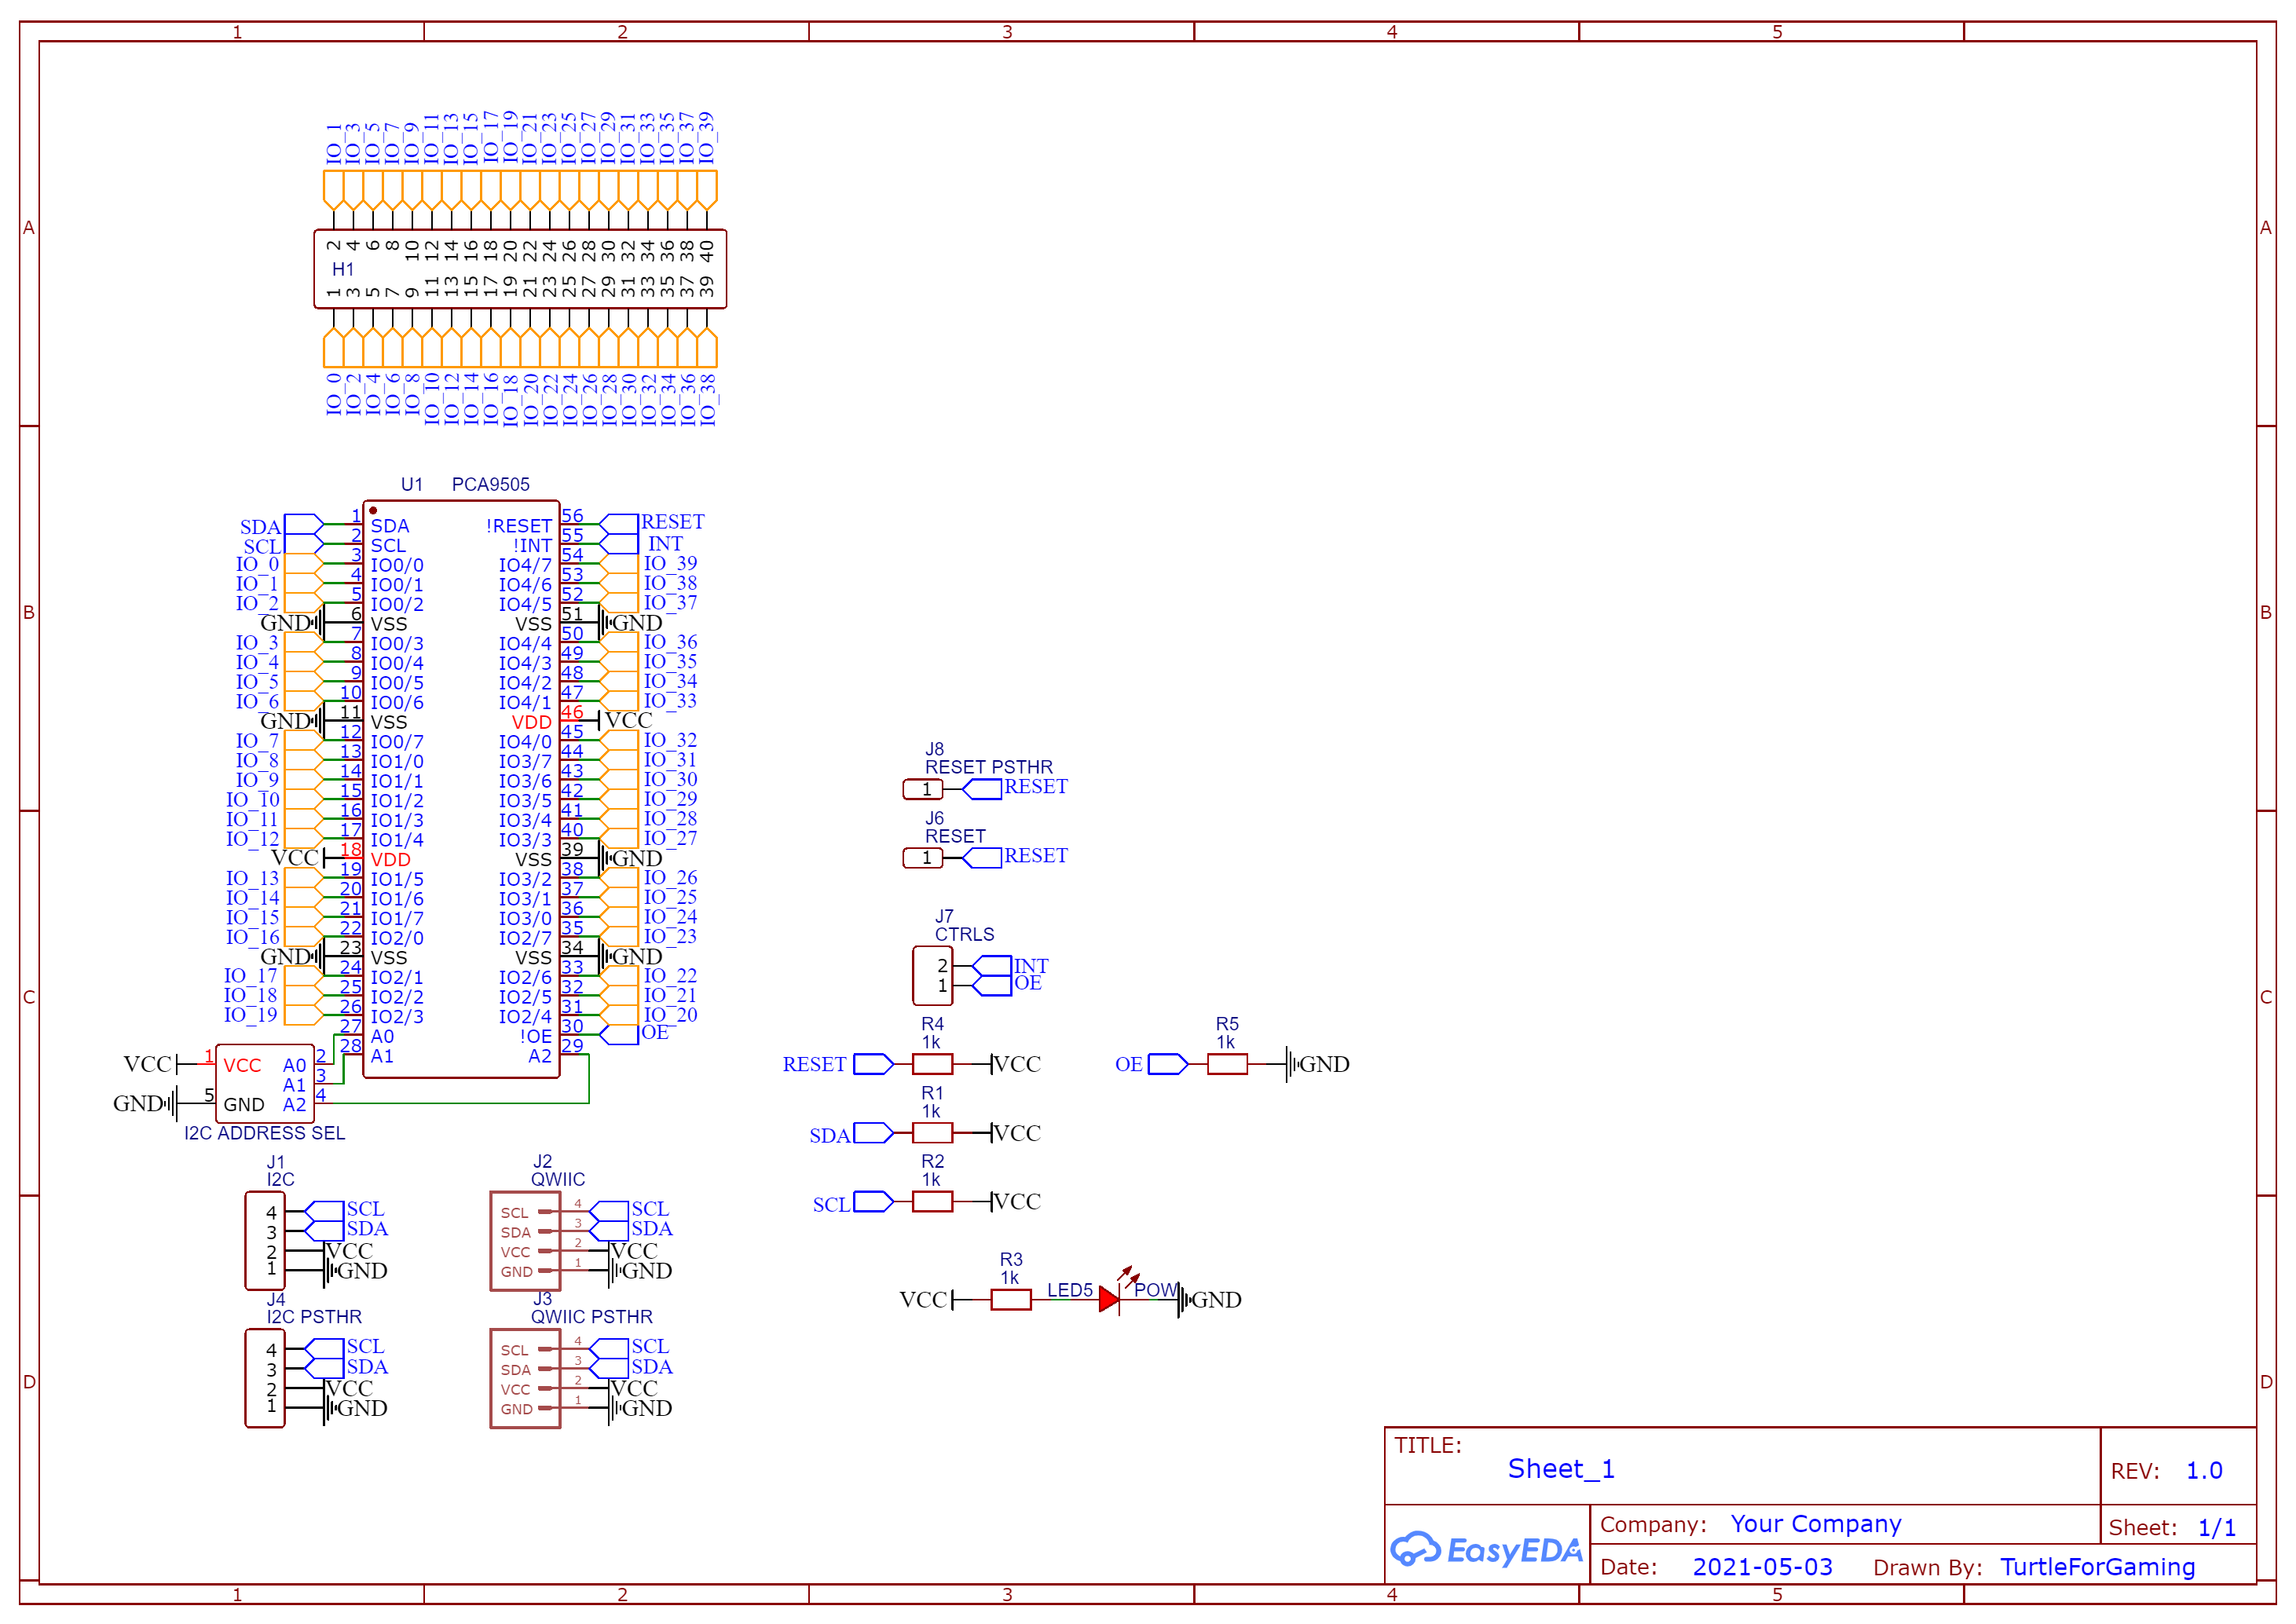 1 2 3 4 5
A A
B B
C C
D D
IO_1 IO_3 IO_5 IO_7 IO_9 IO_11 IO_13 IO_15 IO_17 IO_19 IO_21 IO_23 IO_25 IO_27 IO_29 IO_31 IO_33 IO_35 IO_37 IO_39
2 4 6 8 10 12 14 16 18 20 22 24 26 28 30 32 34 36 38 40
H1
1 3 5 7 9 11 13 15 17 19 21 23 25 27 29 31 33 35 37 39
IO_0 IO_2 IO_4 IO_6 IO_8 IO_10 IO_12 IO_14 IO_16 IO_18 IO_20 IO_22 IO_24 IO_26 IO_28 IO_30 IO_32 IO_34 IO_36 IO_38
U1 PCA9505
SDA 1 SDA !RESET 56 RESET
SCL 2 SCL !INT 55 INT
IO_0 3 IO0/0 IO4/7 54 IO_39
IO_1 4 IO0/1 IO4/6 53 IO_38
IO_2 5 IO0/2 IO4/5 52 IO_37
GND 6 VSS VSS 51 GND
IO_3 7 IO0/3 IO4/4 50 IO_36
IO_4 8 IO0/4 IO4/3 49 IO_35
IO_5 9 IO0/5 IO4/2 48 IO_34
IO_6 10 IO0/6 IO4/1 47 IO_33
GND 11 VSS VDD 46 VCC
IO_7 12 IO0/7 IO4/0 45 IO_32
IO_8 13 IO1/0 IO3/7 44 IO_31
IO_9 14 IO1/1 IO3/6 43 IO_30
IO_10 15 IO1/2 IO3/5 42 IO_29
IO_11 16 IO1/3 IO3/4 41 IO_28
IO_12 17 IO1/4 IO3/3 40 IO_27
VCC 18 VDD VSS 39 GND
IO_13 19 IO1/5 IO3/2 38 IO_26
IO_14 20 IO1/6 IO3/1 37 IO_25
IO_15 21 IO1/7 IO3/0 36 IO_24
IO_16 22 IO2/0 IO2/7 35 IO_23
GND 23 VSS VSS 34 GND
IO_17 24 IO2/1 IO2/6 33 IO_22
IO_18 25 IO2/2 IO2/5 32 IO_21
IO_19 26 IO2/3 IO2/4 31 IO_20
27 A0 !OE 30 OE
28 A1 A2 29
VCC 1 VCC A0 2
A1 3
GND 5 GND A2 4
I2C ADDRESS SEL
J1
I2C
4 SCL
3 SDA
2 VCC
1 GND
J4
I2C PSTHR
4 SCL
3 SDA
2 VCC
1 GND
J2
QWIIC
SCL 4 SCL
SDA 3 SDA
VCC 2 VCC
GND 1 GND
J3
QWIIC PSTHR
SCL 4 SCL
SDA 3 SDA
VCC 2 VCC
GND 1 GND
J8
RESET PSTHR
1 RESET
J6
RESET
1 RESET
J7
CTRLS
2 INT
1 OE
R4
1k
RESET VCC
R5
1k
OE GND
R1
1k
SDA VCC
R2
1k
SCL VCC
R3
1k
VCC LED5 POW GND
TITLE:
Sheet_1
REV: 1.0
EasyEDA
Company: Your Company
Sheet: 1/1
Date: 2021-05-03 Drawn By: TurtleForGaming
1 2 3 4 5